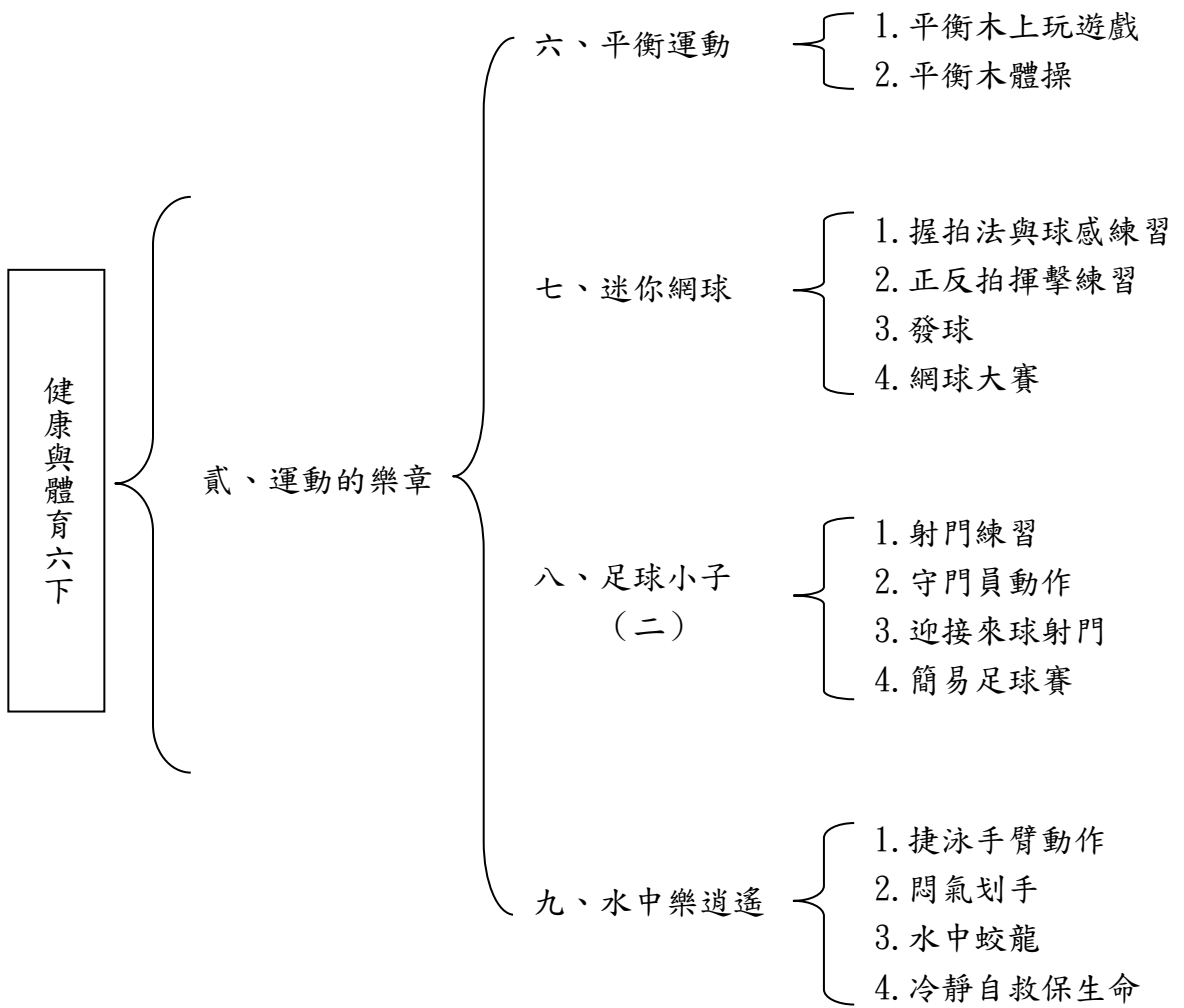 健康與體育六下
貳、運動的樂章
六、平衡運動
1.平衡木上玩遊戲
2.平衡木體操
七、迷你網球
1.握拍法與球感練習
2.正反拍揮擊練習
3.發球
4.網球大賽
八、足球小子
（二）
1.射門練習
2.守門員動作
3.迎接來球射門
4.簡易足球賽
九、水中樂逍遙
1.捷泳手臂動作
2.悶氣划手
3.水中蛟龍
4.冷靜自救保生命